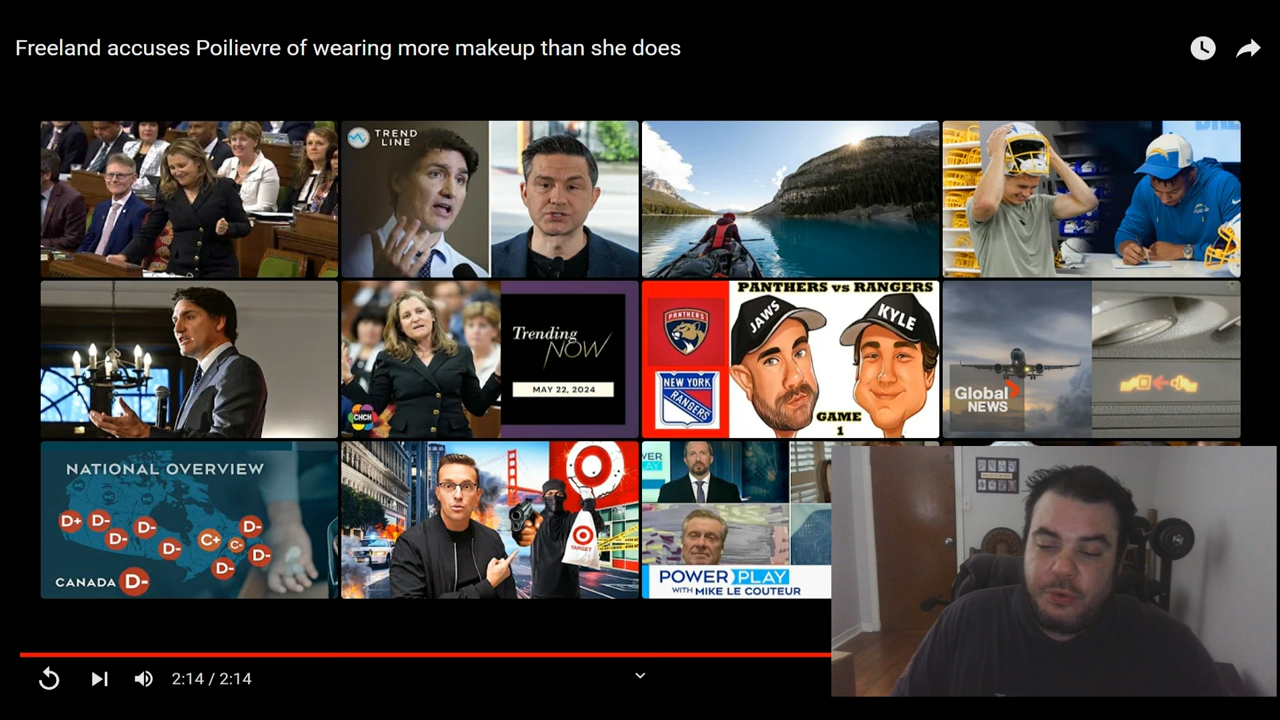 Freeland accuses Poilievre of wearing more makeup than she does
TREND
LINE
Trending
NOW
MAY 22, 2024
CHCH
PANTHERS vs RANGERS
PANTHERS
JAWS
KYLE
NEW YORK
RANGERS
GAME
1
Global
NEWS
NATIONAL OVERVIEW
D+
D-
D-
D-
D-
C+
C-
D-
D-
D-
CANADA D-
TARGET
POWER PLAY
WITH MIKE LE COUTEUR
2:14 / 2:14